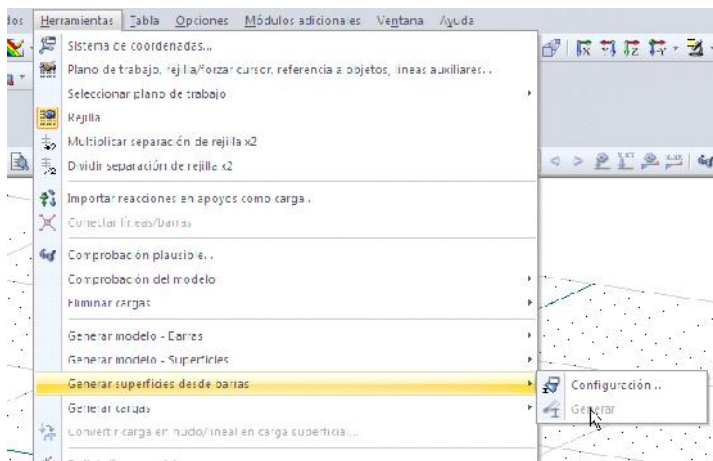 dos Herramientas Tabla Opciones Módulos adicionales Ventana Ayuda
Sistema de coordenadas...
Plano de trabajo, rejilla/forzar cursor, referencia a objetos, líneas auxiliares...
Seleccionar plano de trabajo
Rejilla
Multiplicar separación de rejilla x2
Dividir separación de rejilla x2
Importar reacciones en apoyos como carga...
Conectar líneas/barras
Comprobación plausible...
Comprobación del modelo
Eliminar cargas
Generar modelo - Barras
Generar modelo - Superficies
Generar superficies desde barras
Configuración...
Generar cargas
Generar
Convertir carga en nudo/lineal en carga superficial...